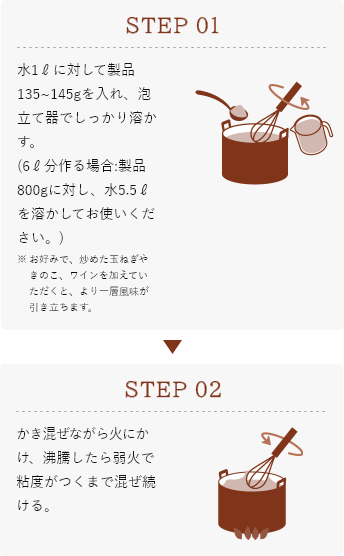 STEP 01
水1ℓに対して製品
135~145gを入れ、泡
立て器でしっかり溶か
す。
(6ℓ分作る場合:製品
800gに対し、水5.5ℓ
を溶かしてお使いくだ
さい。)
※ お好みで、炒めた玉ねぎや
きのこ、ワインを加えてい
ただくと、より一層風味が
引き立ちます。
STEP 02
かき混ぜながら火にか
け、沸騰したら弱火で
粘度がつくまで混ぜ続
ける。